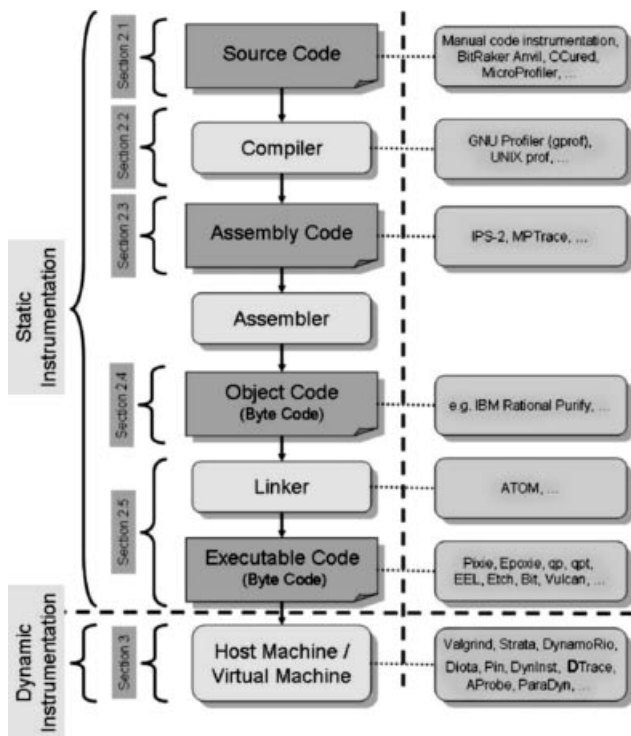 Static
Instrumentation
Dynamic
Instrumentation
Section 2.1
Source Code
Manual code instrumentation,
BitRaker Anvil, CCured,
MicroProfiler, ...
Section 2.2
Compiler
GNU Profiler (gprof),
UNIX prof, ...
Section 2.3
Assembly Code
IPS-2, MPTrace, ...
Assembler
Section 2.4
Object Code
(Byte Code)
e.g. IBM Rational Purify, ...
Section 2.5
Linker
ATOM, ...
Executable Code
(Byte Code)
Pixie, Epoxie, qp, qpt,
EEL, Etch, Bit, Vulcan, ...
Section 3
Host Machine /
Virtual Machine
Valgrind, Strata, DynamoRio,
Diota, Pin, DynInst, DTrace,
AProbe, ParaDyn, ...